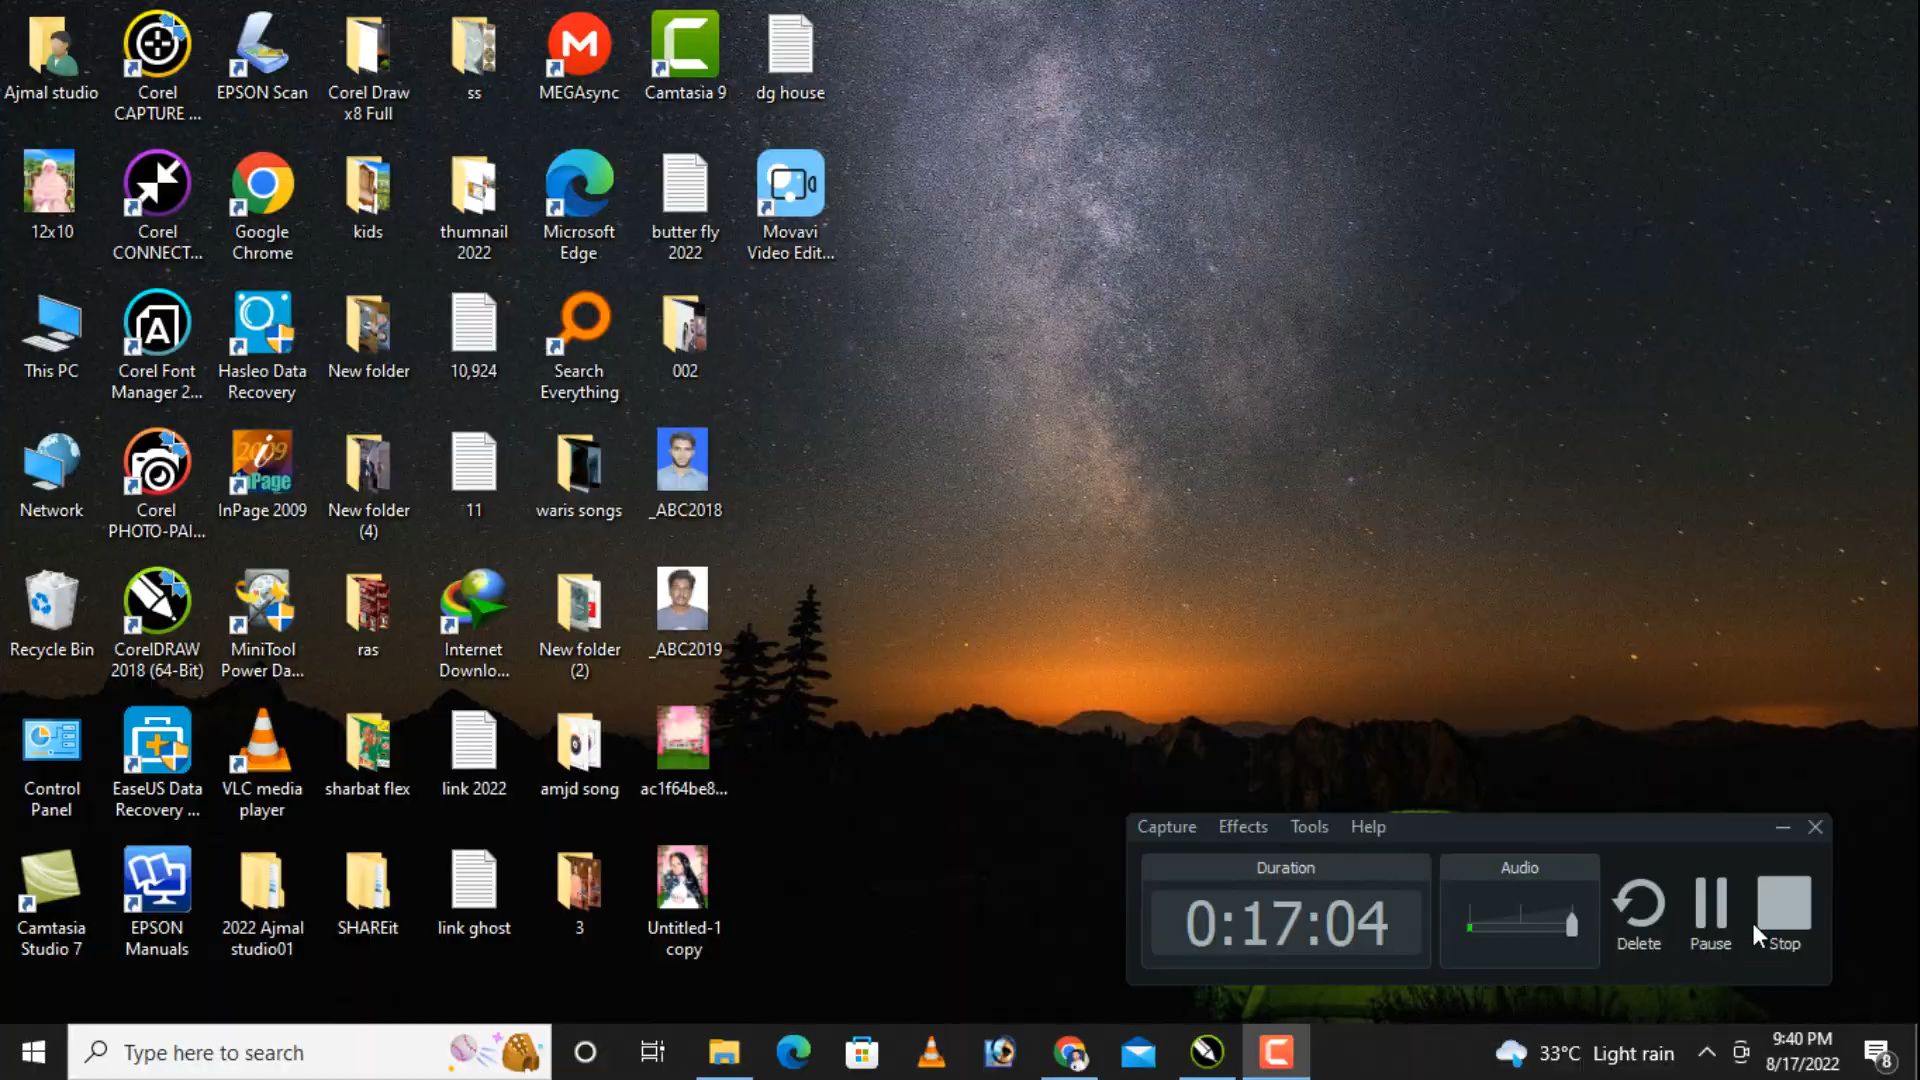 Ajmal studio
Corel
CAPTURE ...
EPSON Scan
Corel Draw
x8 Full
ss
MEGAsync
Camtasia 9
dg house
12x10
Corel
CONNECT...
Google
Chrome
kids
thumnail
2022
Microsoft
Edge
butter fly
2022
Movavi
Video Edit...
This PC
Corel Font
Manager 2...
Hasleo Data
Recovery
New folder
10,924
Search
Everything
002
Network
Corel
PHOTO-PAI...
2009
InPage
InPage 2009
New folder
(4)
11
waris songs
_ABC2018
Recycle Bin
CorelDRAW
2018 (64-Bit)
MiniTool
Power Da...
ras
Internet
Downlo...
New folder
(2)
_ABC2019
Control
Panel
EaseUS Data
Recovery ...
VLC media
player
sharbat flex
link 2022
amjd song
ac1f64be8...
Camtasia
Studio 7
EPSON
Manuals
2022 Ajmal
studio01
SHAREit
link ghost
3
Untitled-1
copy
Capture Effects Tools Help
Duration
Audio
0:17:04
Delete
Pause
Stop
Type here to search
33°C Light rain
9:40 PM
8/17/2022
8